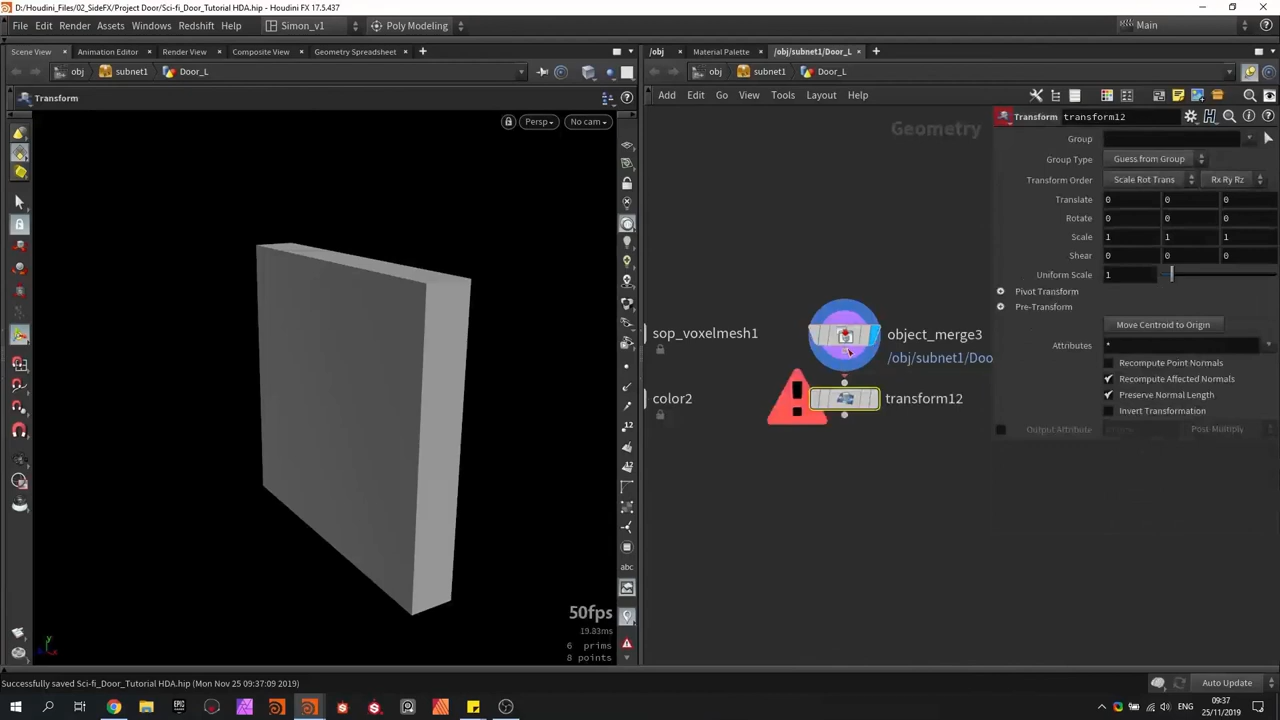 D:/Houdini_Files/02_SideFX/Project Door/Sci-fi_Door_Tutorial HDA.hip - Houdini FX 17.5.437
File Edit Render Assets Windows Redshift Help Simon_v1 Poly Modeling Main
Scene View Animation Editor Render View Composite View Geometry Spreadsheet
/obj Material Palette /obj/subnet1/Door_L
obj subnet1 Door_L
obj subnet1 Door_L
Transform
Add Edit Go View Tools Layout Help
Persp No cam
Geometry
Transform transform12
Group
Group Type Guess from Group
Transform Order Scale Rot Trans Rx Ry Rz
Translate 0 0 0
Rotate 0 0 0
Scale 1 1 1
Shear 0 0 0
Uniform Scale 1
Pivot Transform
Pre-Transform
Move Centroid to Origin
Attributes *
Recompute Point Normals
Recompute Affected Normals
Preserve Normal Length
Invert Transformation
Output Attribute Post-Multiply
sop_voxelmesh1
object_merge3
/obj/subnet1/Doo
color2
transform12
12
12
abc
50fps
19.83ms
6 prims
8 points
y
x
Successfully saved Sci-fi_Door_Tutorial HDA.hip (Mon Nov 25 09:37:09 2019)
Auto Update
EPIC
ENG
09:37
25/11/2019